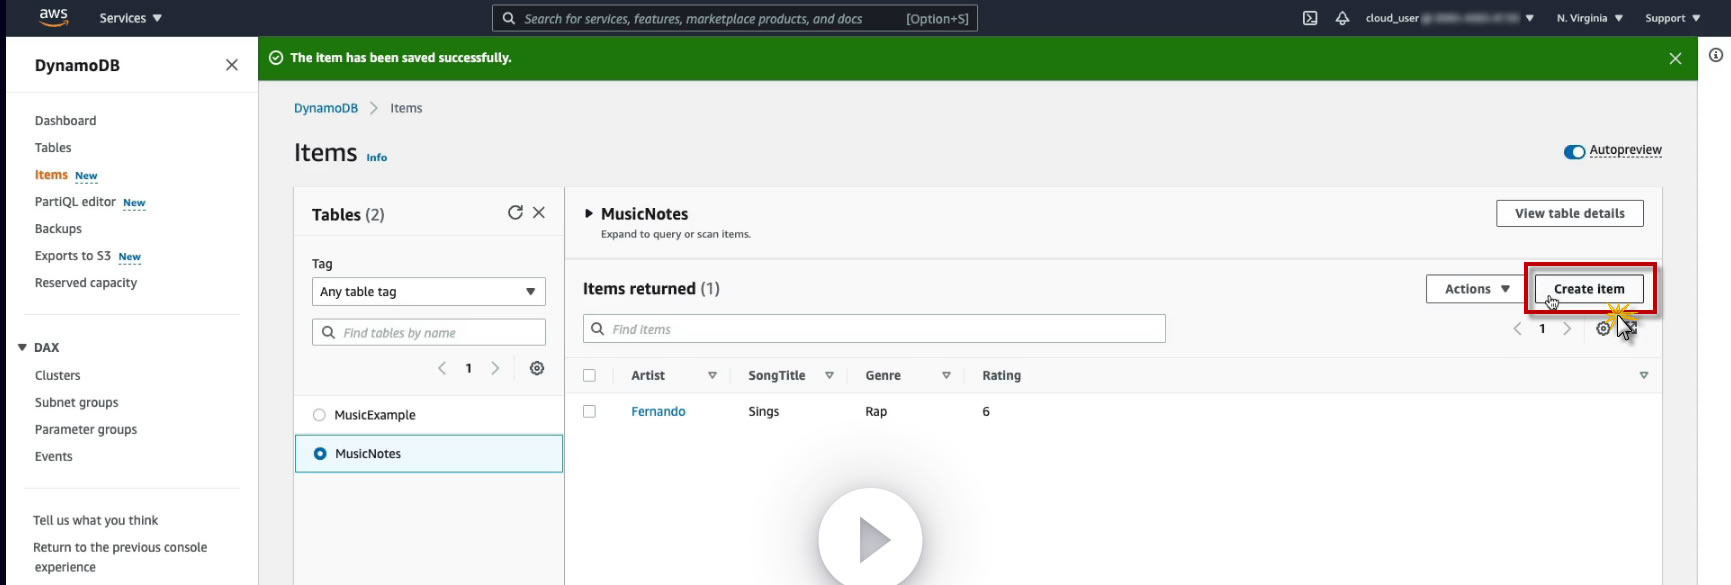 aws
Services
Search for services, features, marketplace products, and docs
[Option+S]
cloud_user
N. Virginia
Support
DynamoDB
The item has been saved successfully.
Dashboard
Tables
Items New
PartiQL editor New
Backups
Exports to S3 New
Reserved capacity
DAX
Clusters
Subnet groups
Parameter groups
Events
Tell us what you think
Return to the previous console
experience
DynamoDB
Items
Items Info
Autopreview
Tables (2)
Tag
Any table tag
Find tables by name
1
MusicExample
MusicNotes
MusicNotes
Expand to query or scan items.
View table details
Items returned (1)
Actions
Create item
Find items
1
Artist SongTitle Genre Rating
Fernando Sings Rap 6